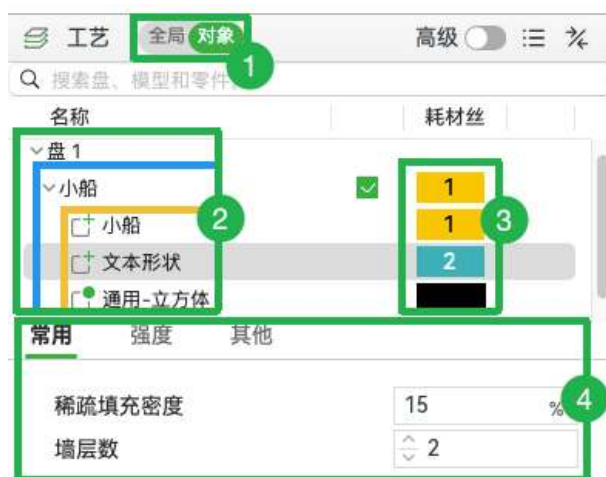 工艺 全局 对象 高级
1
搜索盘、模型和零件
名称 耗材丝
盘 1
小船 1
小船 2 1 3
文本形状 2
通用-立方体
常用 强度 其他
稀疏填充密度 15 % 4
墙层数 2